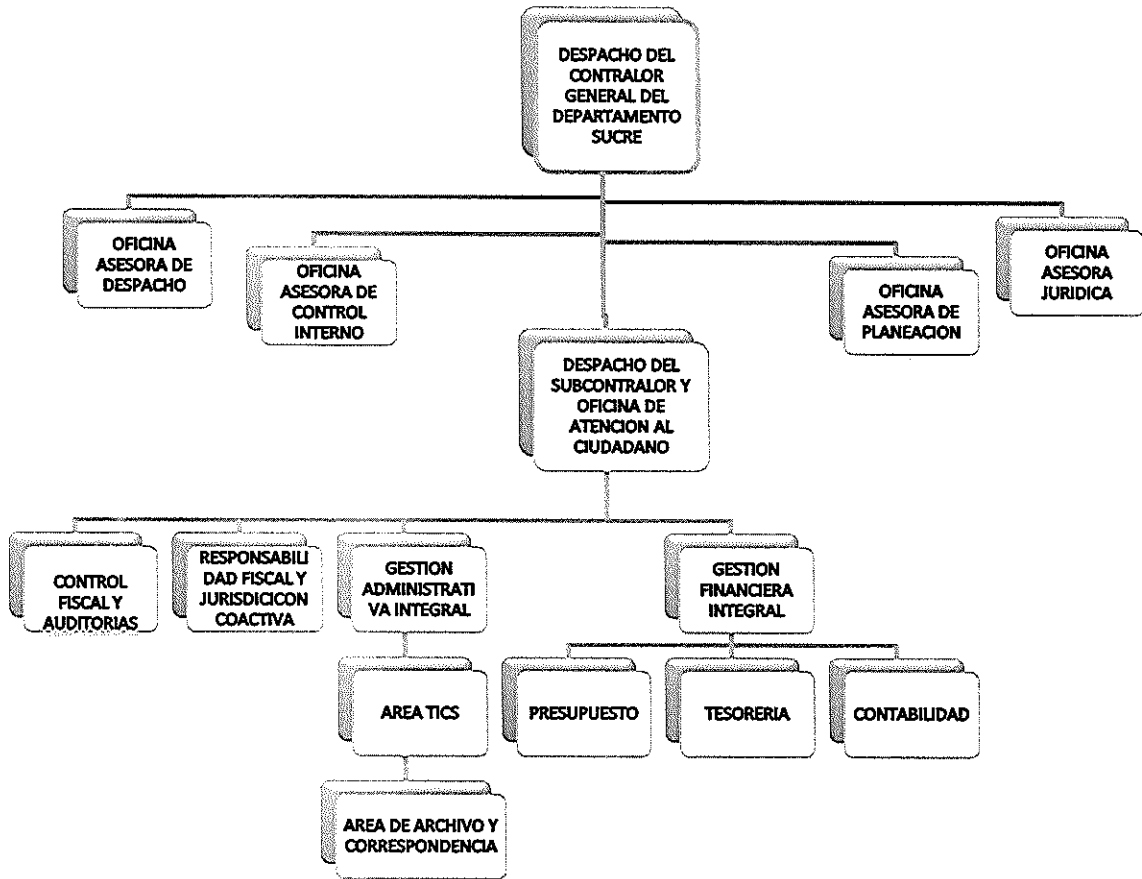 DESPACHO DEL
CONTRALOR
GENERAL DEL
DEPARTAMENTO
SUCRE
OFICINA
ASESORA DE
DESPACHO
OFICINA
ASESORA DE
CONTROL
INTERNO
OFICINA
ASESORA DE
PLANEACION
OFICINA
ASESORA
JURIDICA
DESPACHO DEL
SUBCONTRALOR Y
OFICINA DE
ATENCION AL
CIUDADANO
CONTROL
FISCAL Y
AUDITORIAS
RESPONSABILI
DAD FISCAL Y
JURISDICICON
COACTIVA
GESTION
ADMINISTRATI
VA INTEGRAL
GESTION
FINANCIERA
INTEGRAL
AREA TICS
PRESUPUESTO
TESORERIA
CONTABILIDAD
AREA DE ARCHIVO Y
CORRESPONDENCIA